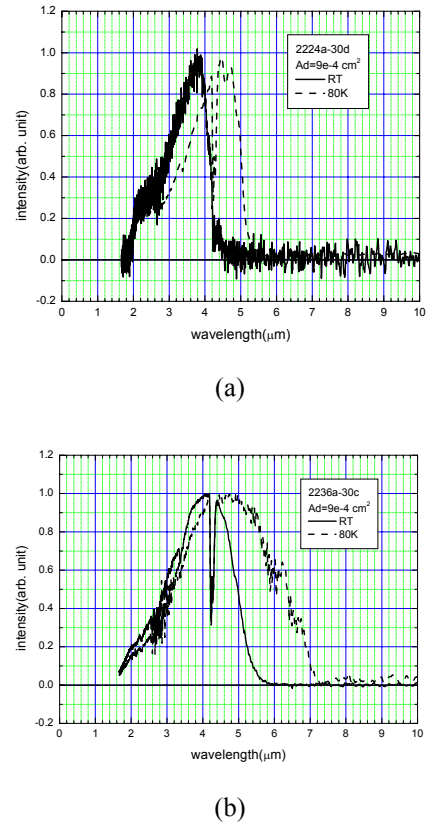 1.2
2224a-30d
Ad=9e-4 cm²
RT
80K
1.0
0.8
0.6
0.4
0.2
0.0
-0.2
intensity(arb. unit)
0 1 2 3 4 5 6 7 8 9 10
wavelength(μm)
(a)
1.2
2236a-30c
Ad=9e-4 cm²
RT
80K
1.0
0.8
0.6
0.4
0.2
0.0
-0.2
intensity(arb. unit)
0 1 2 3 4 5 6 7 8 9 10
wavelength(μm)
(b)